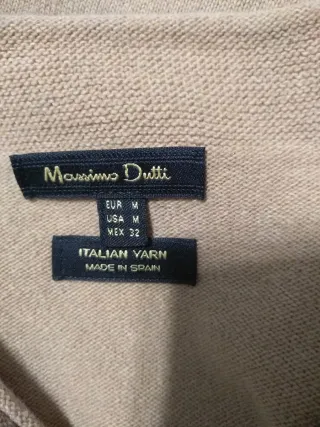 Massimo Dutti
EUR M
USA M
MEX 32
ITALIAN YARN
MADE IN SPAIN